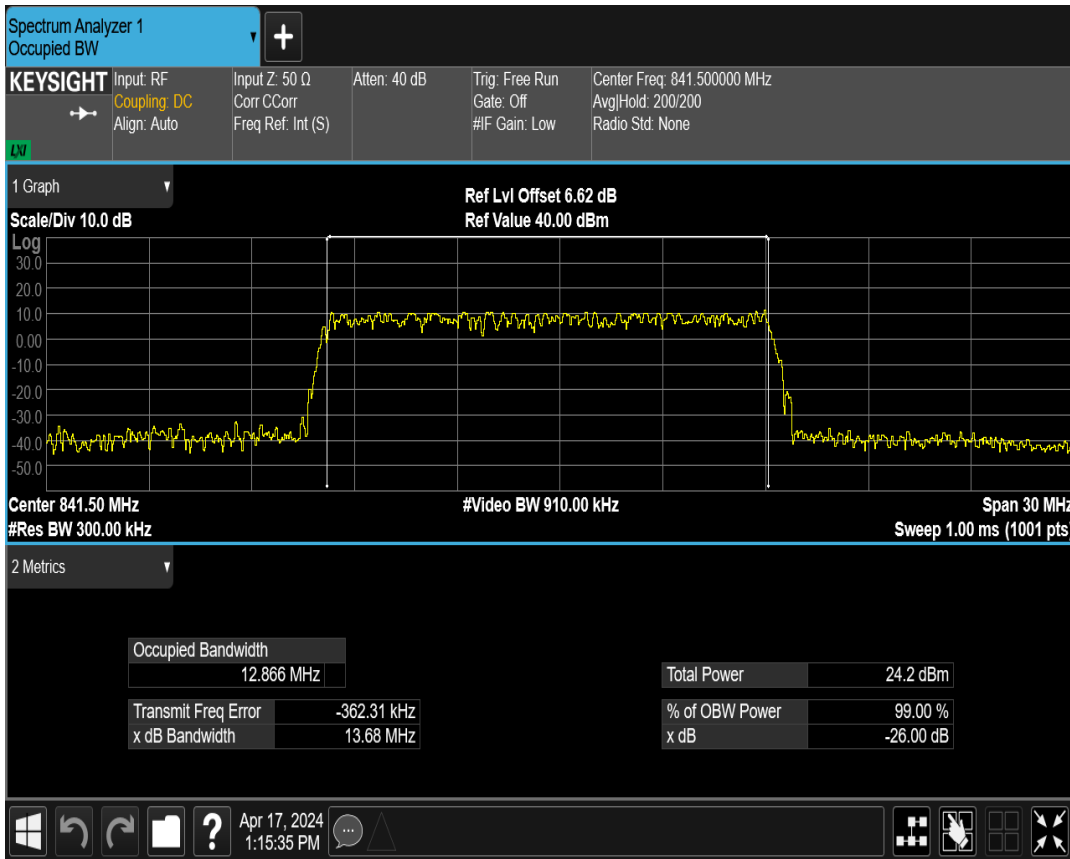 Spectrum Analyzer 1
Occupied BW
KEYSIGHT
LXI
Input: RF
Coupling: DC
Align: Auto
Input Z: 50 Ω
Corr CCorr
Freq Ref: Int (S)
Atten: 40 dB
Trig: Free Run
Gate: Off
#IF Gain: Low
Center Freq: 841.500000 MHz
Avg|Hold: 200/200
Radio Std: None
1 Graph
Scale/Div 10.0 dB
Ref Lvl Offset 6.62 dB
Ref Value 40.00 dBm
Log
30.0
20.0
10.0
0.00
-10.0
-20.0
-30.0
-40.0
-50.0
Center 841.50 MHz
#Video BW 910.00 kHz
Span 30 MHz
#Res BW 300.00 kHz
Sweep 1.00 ms (1001 pts)
2 Metrics
Occupied Bandwidth
12.866 MHz
Total Power 24.2 dBm
Transmit Freq Error -362.31 kHz
% of OBW Power 99.00 %
x dB Bandwidth 13.68 MHz
x dB -26.00 dB
Apr 17, 2024
1:15:35 PM